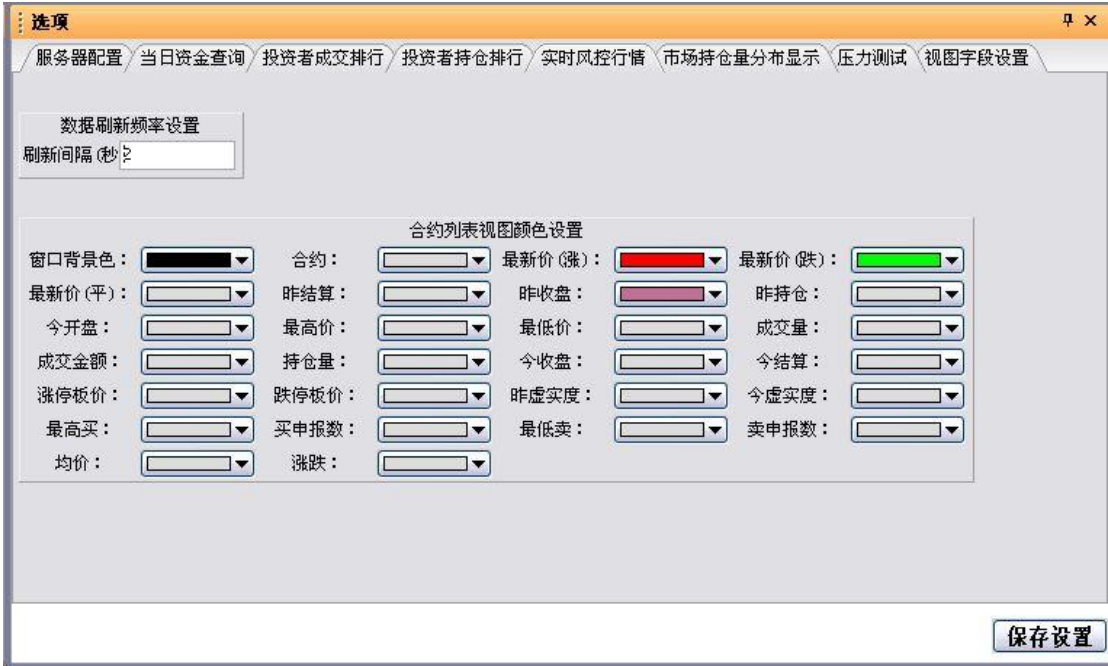 选项
服务器配置 当日资金查询 投资者成交排行 投资者持仓排行 实时风控行情 市场持仓量分布显示 压力测试 视图字段设置
数据刷新频率设置
刷新间隔(秒 2
合约列表视图颜色设置
窗口背景色： 合约： 最新价(涨)： 最新价(跌)：
最新价(平)： 昨结算： 昨收盘： 昨持仓：
今开盘： 最高价： 最低价： 成交量：
成交金额： 持仓量： 今收盘： 今结算：
涨停板价： 跌停板价： 昨虚实度： 今虚实度：
最高买： 买申报数： 最低卖： 卖申报数：
均价： 涨跌：
保存设置